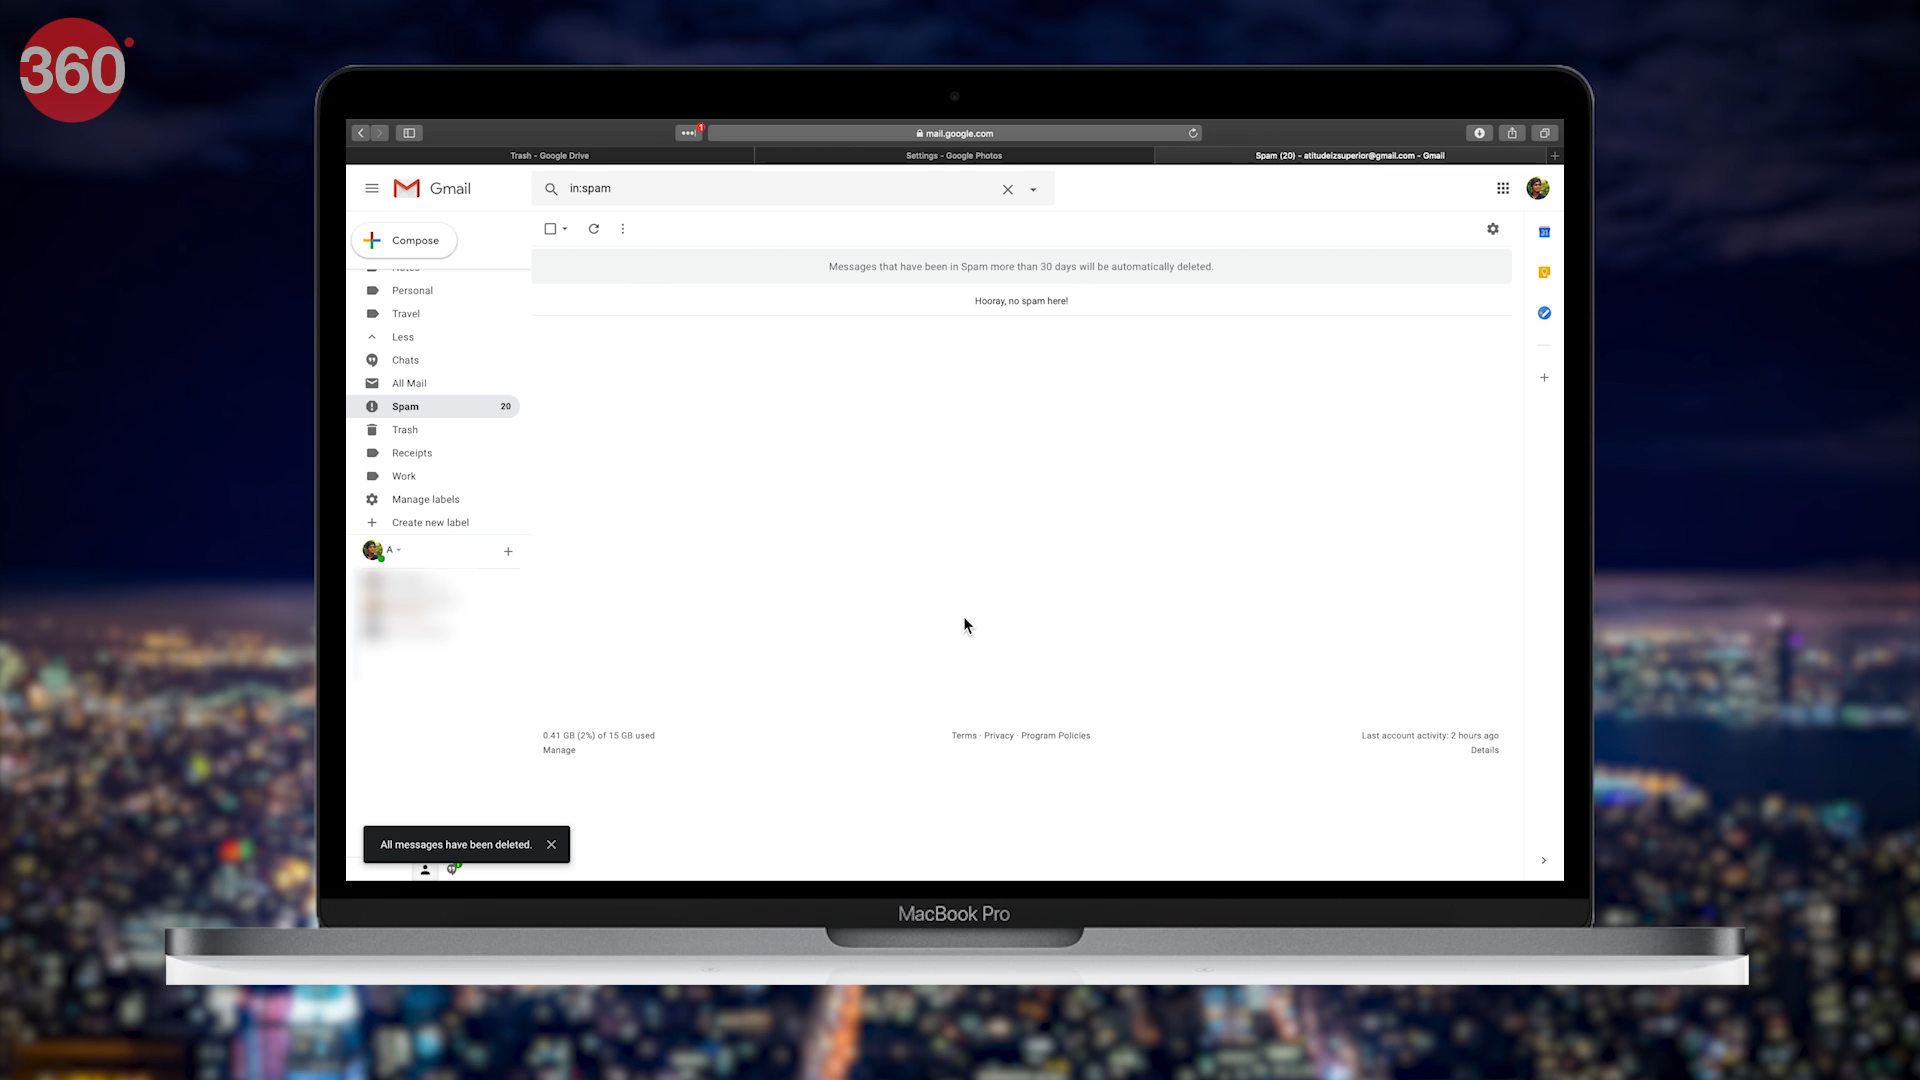 360
mail.google.com
Trash - Google Drive
Settings - Google Photos
Spam (20) - atitudeizsuperior@gmail.com - Gmail
Gmail
in:spam
Compose
Messages that have been in Spam more than 30 days will be automatically deleted.
Hooray, no spam here!
Notes
Personal
Travel
Less
Chats
All Mail
Spam 20
Trash
Receipts
Work
Manage labels
Create new label
A
0.41 GB (2%) of 15 GB used
Manage
Terms · Privacy · Program Policies
Last account activity: 2 hours ago
Details
All messages have been deleted.
MacBook Pro